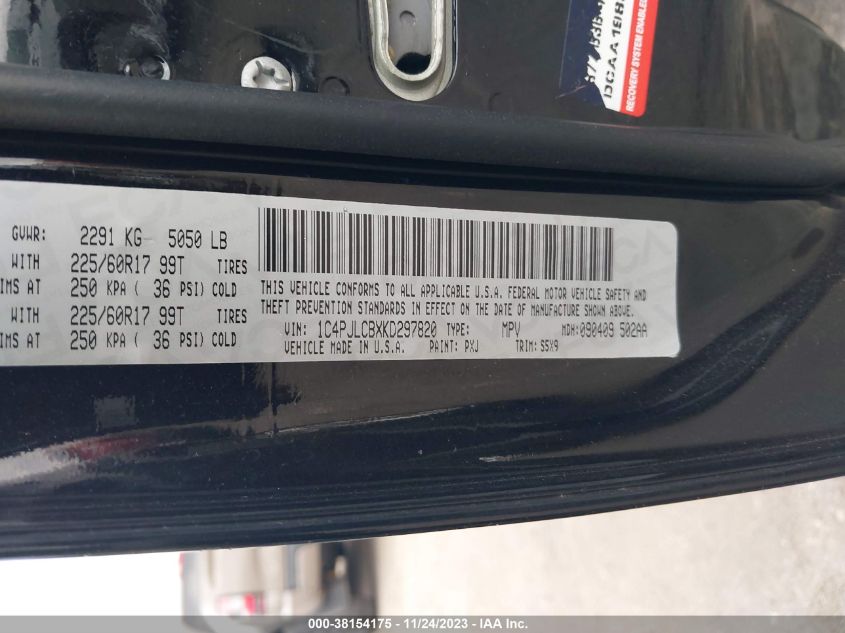 RECOVERY SYSTEM ENABLED
GVWR: 2291 KG 5050 LB
WITH 225/60R17 99T TIRES
IMS AT 250 KPA ( 36 PSI) COLD
WITH 225/60R17 99T TIRES
IMS AT 250 KPA ( 36 PSI) COLD
THIS VEHICLE CONFORMS TO ALL APPLICABLE U.S.A. FEDERAL MOTOR VEHICLE SAFETY AND
THEFT PREVENTION STANDARDS IN EFFECT ON THE DATE OF MANUFACTURE SHOWN ABOVE.
VIN: 1C4PJLCBXKD297820 TYPE: MPV MDH:090409 502AA
VEHICLE MADE IN U.S.A. PAINT: PXJ TRIM: S5X9
000-38154175 - 11/24/2023 - IAA Inc.